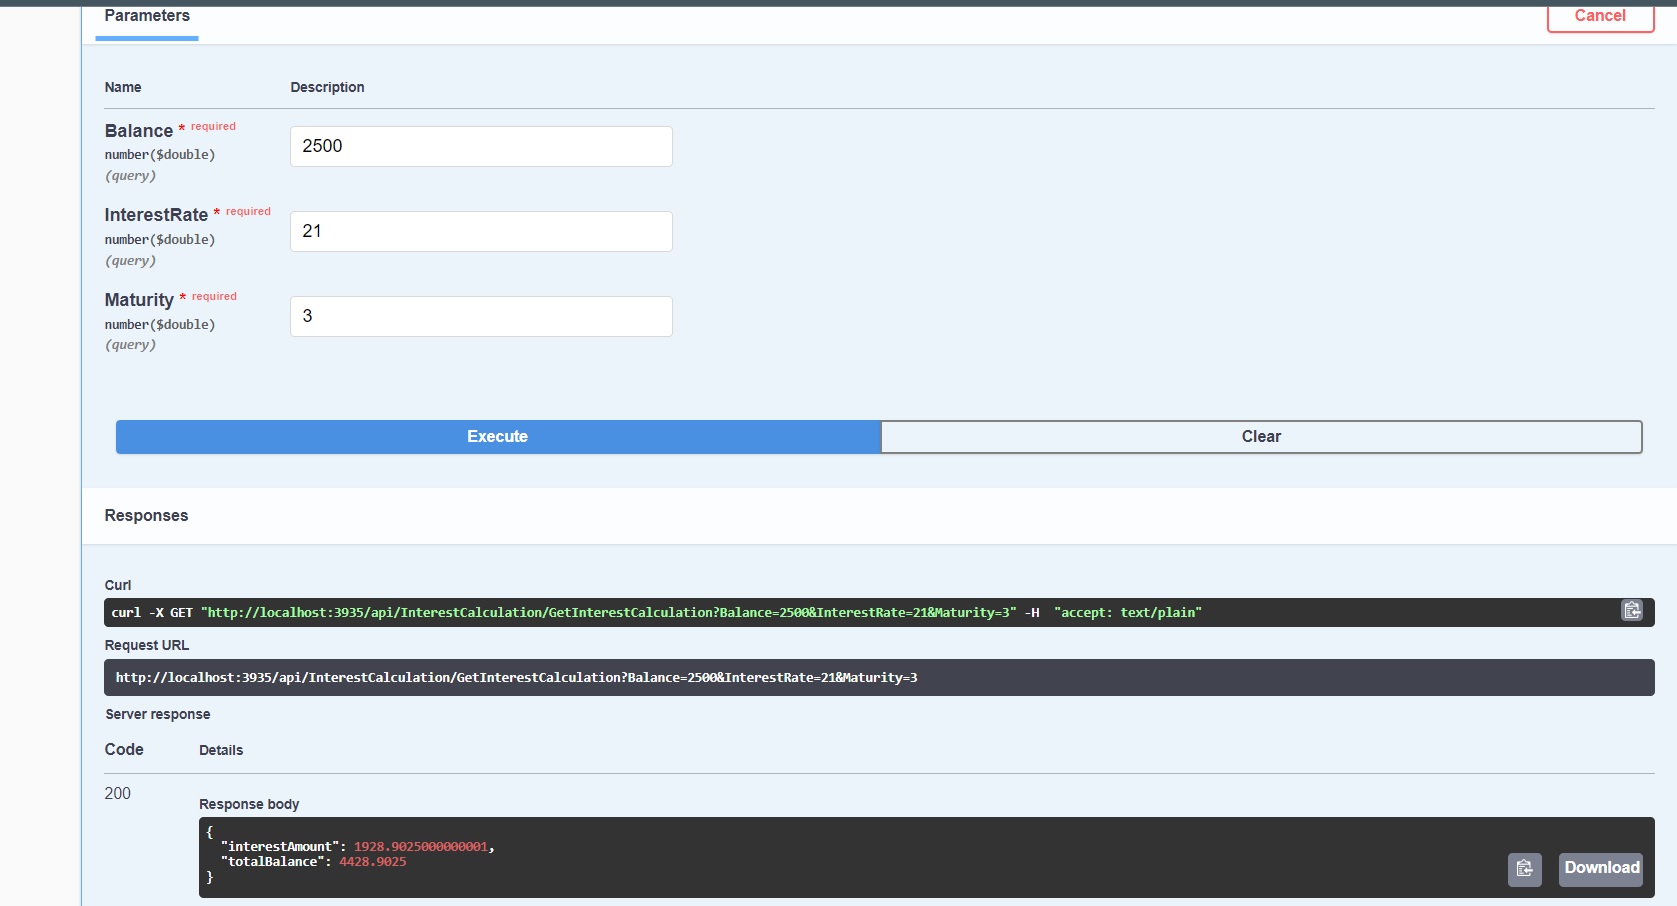 Parameters
Cancel
Name Description
Balance * required
number($double)
(query)
2500
InterestRate * required
number($double)
(query)
21
Maturity * required
number($double)
(query)
3
Execute Clear
Responses
Curl
curl -X GET "http://localhost:3935/api/InterestCalculation/GetInterestCalculation?Balance=2500&InterestRate=21&Maturity=3" -H  "accept: text/plain"
Request URL
http://localhost:3935/api/InterestCalculation/GetInterestCalculation?Balance=2500&InterestRate=21&Maturity=3
Server response
Code Details
200
Response body
{
  "interestAmount": 1928.9025000000001,
  "totalBalance": 4428.9025
}
Download